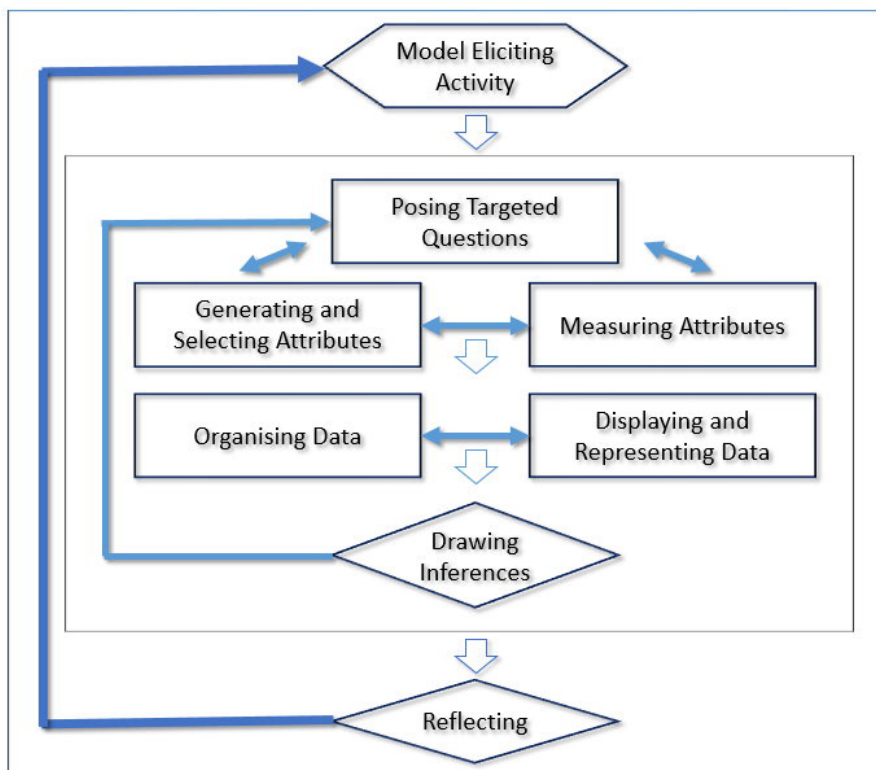 Model Eliciting
Activity
Posing Targeted
Questions
Generating and
Selecting Attributes
Measuring Attributes
Organising Data
Displaying and
Representing Data
Drawing
Inferences
Reflecting